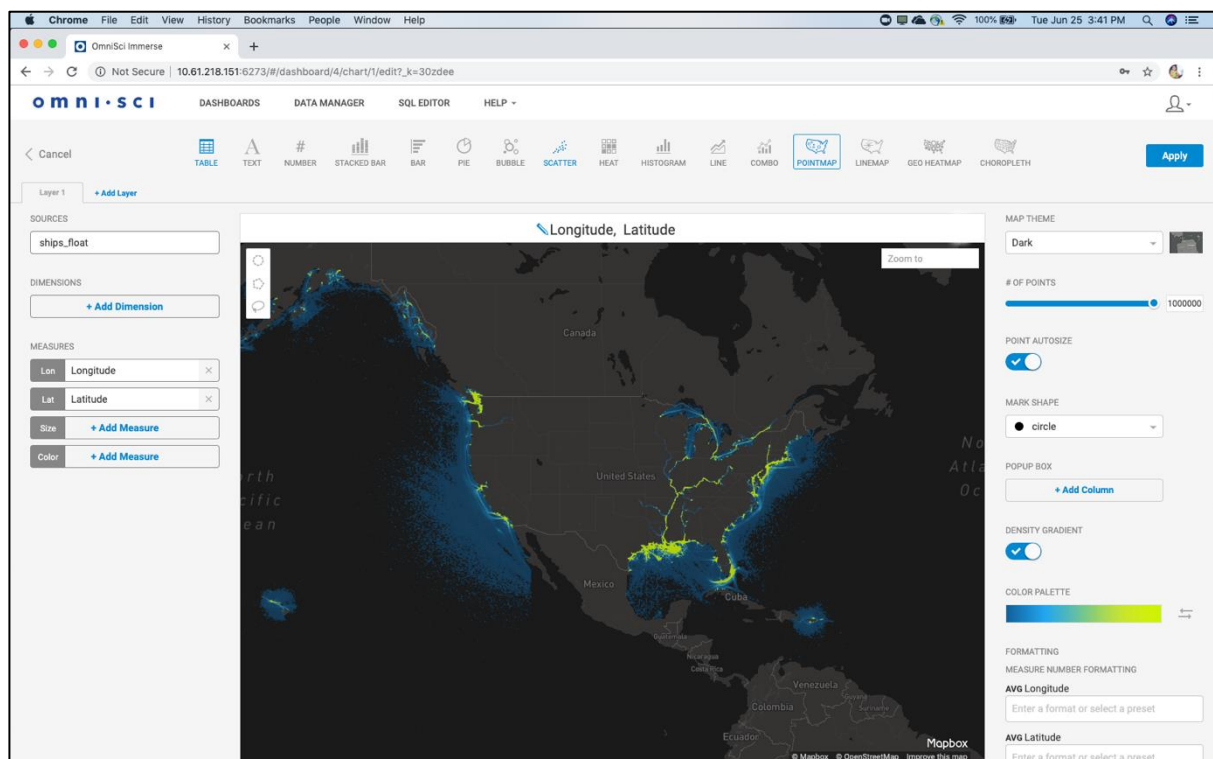 Chrome File Edit View History Bookmarks People Window Help 100% Tue Jun 25 3:41 PM
OmniSci Immerse
Not Secure | 10.61.218.151:6273/#/dashboard/4/chart/1/edit?_k=30zdee
omni·sci DASHBOARDS DATA MANAGER SQL EDITOR HELP
Cancel
TABLE TEXT NUMBER STACKED BAR BAR PIE BUBBLE SCATTER HEAT HISTOGRAM LINE COMBO POINTMAP LINEMAP GEO HEATMAP CHOROPLETH
Apply
Layer 1 + Add Layer
SOURCES
ships_float
DIMENSIONS
+ Add Dimension
MEASURES
Lon Longitude
Lat Latitude
Size + Add Measure
Color + Add Measure
Longitude, Latitude
Zoom to
Canada
United States
Mexico
Cuba
Guatemala
Nicaragua
Costa Rica
Venezuela
Guyana
Suriname
Colombia
Ecuador
rth
cific
ean
No
Atla
Oc
Mapbox
© Mapbox © OpenStreetMap Improve this map
MAP THEME
Dark
# OF POINTS
1000000
POINT AUTOSIZE
MARK SHAPE
circle
POPUP BOX
+ Add Column
DENSITY GRADIENT
COLOR PALETTE
FORMATTING
MEASURE NUMBER FORMATTING
AVG Longitude
Enter a format or select a preset
AVG Latitude
Enter a format or select a preset